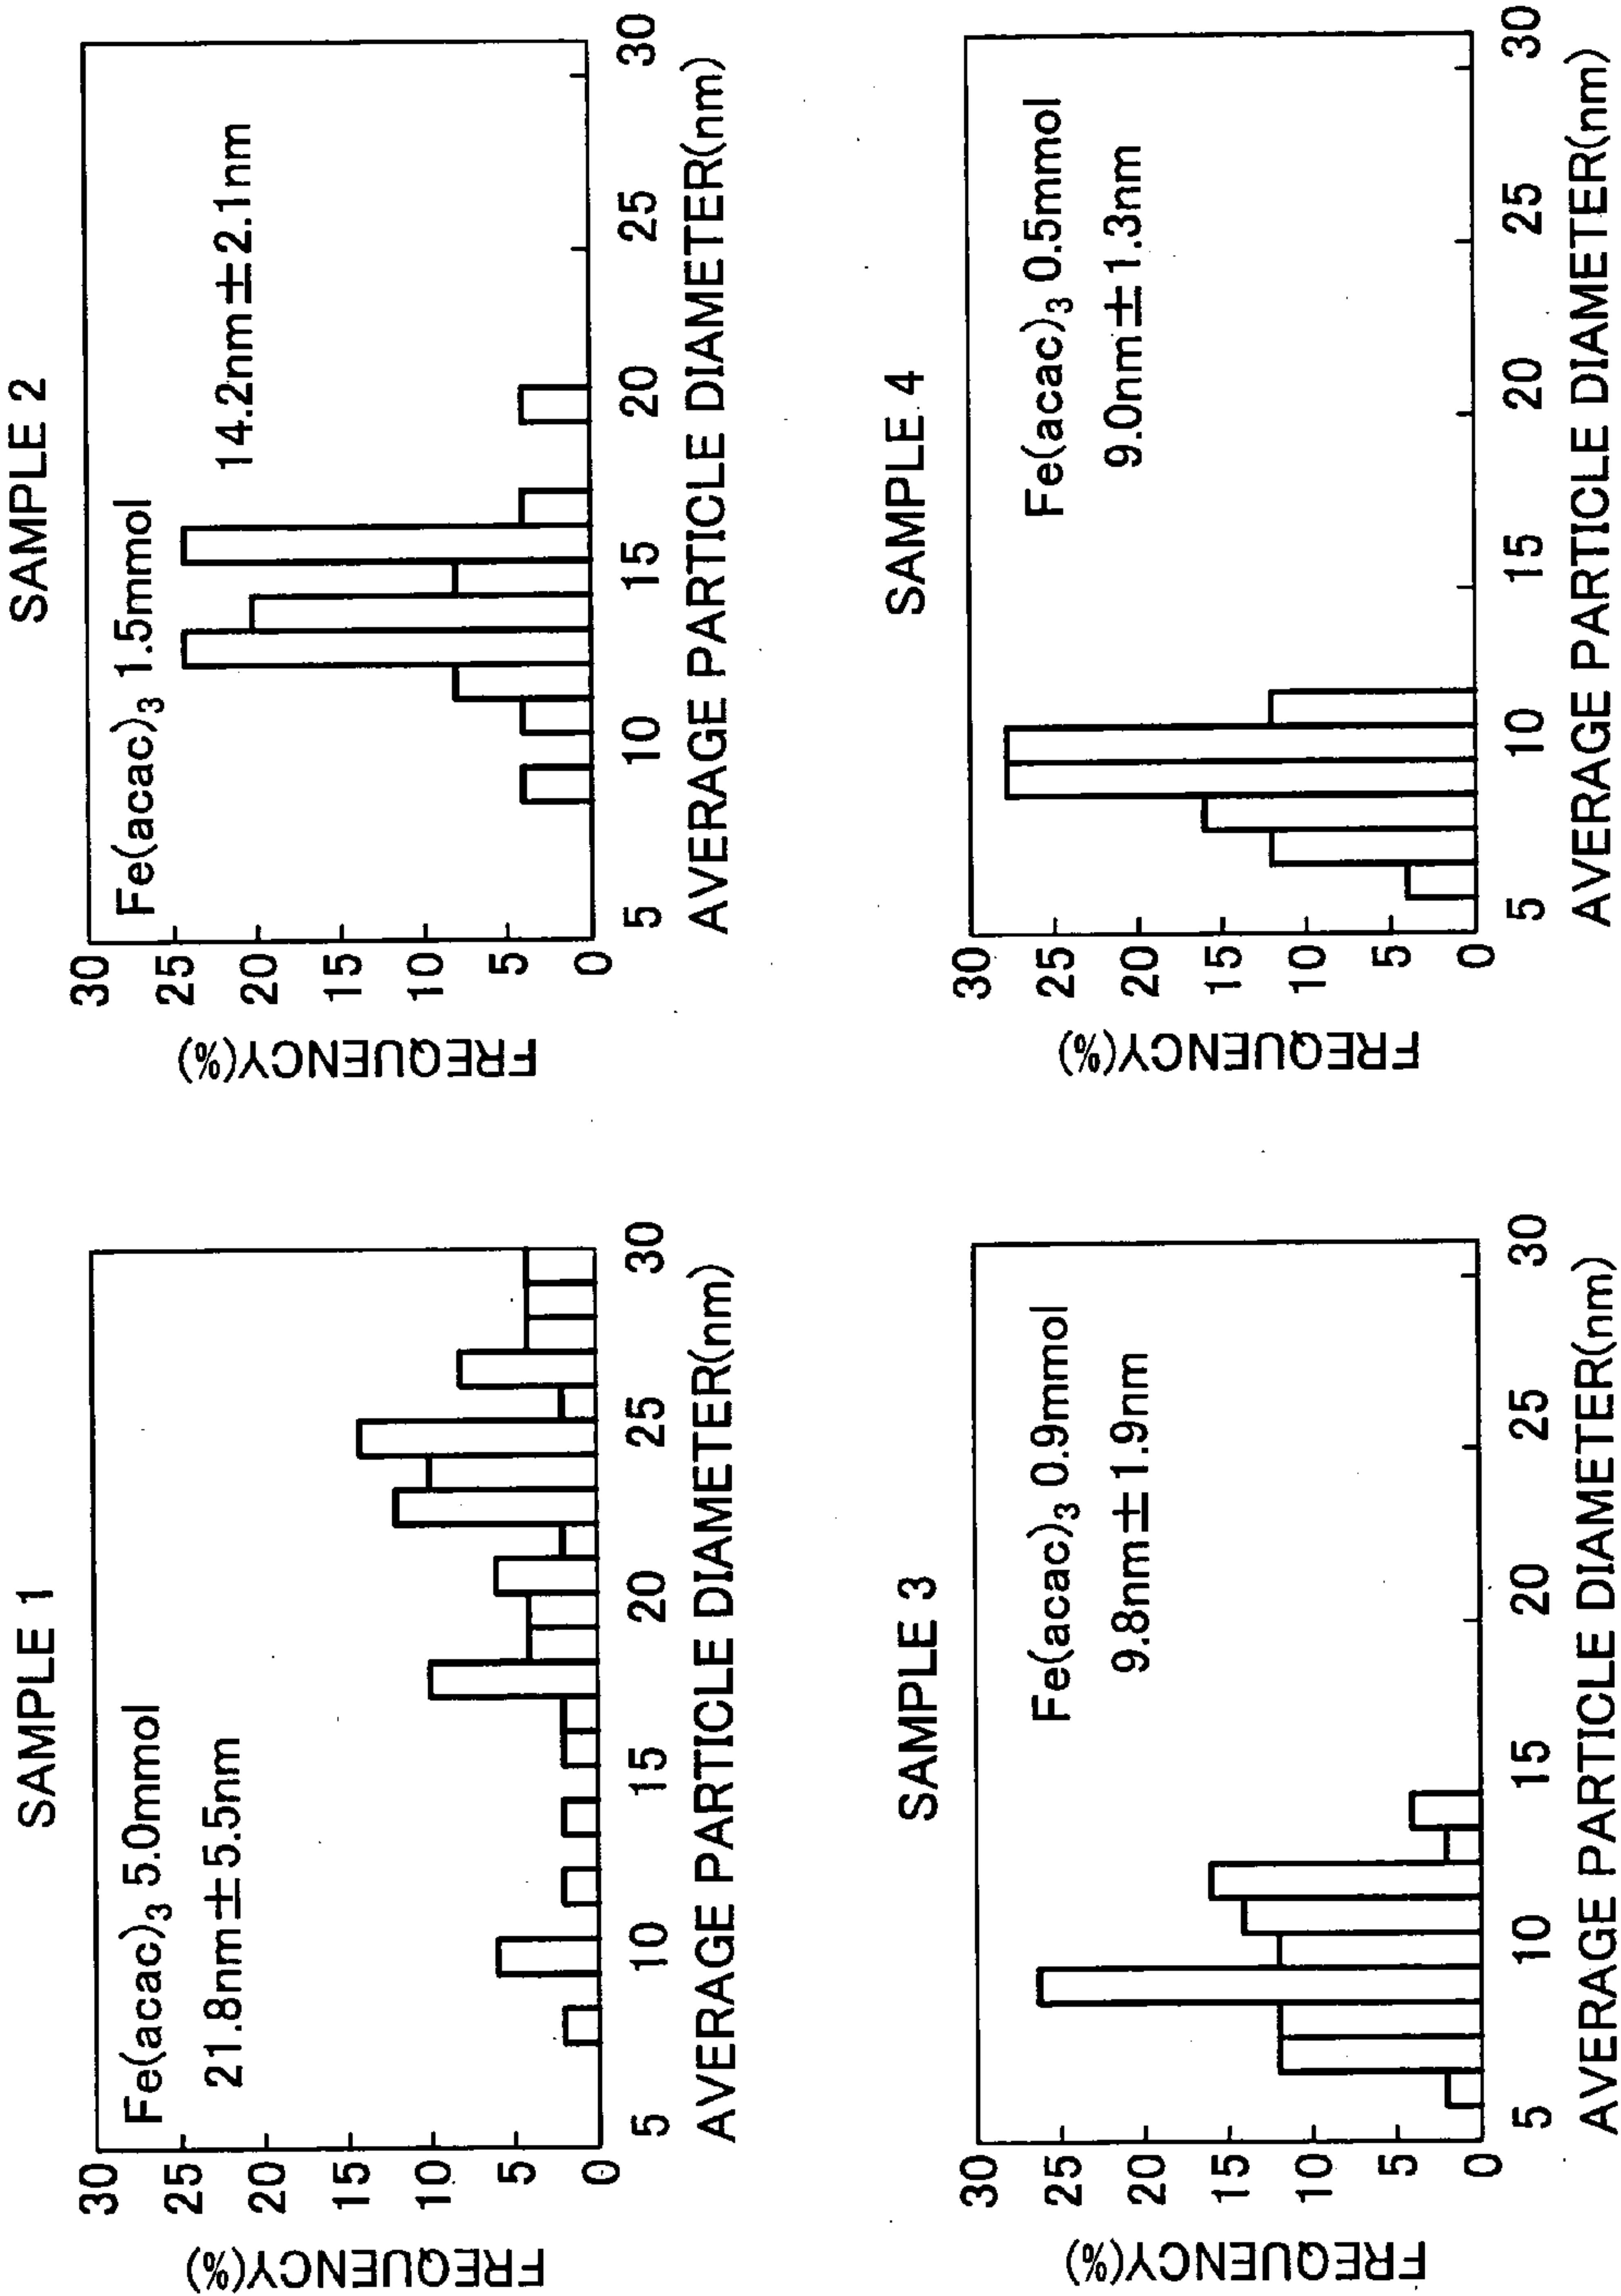 SAMPLE 1
Fe(acac)3 5.0mmol
21.8nm±5.5nm
30
25
20
15
10
5
0
FREQUENCY(%)
5 10 15 20 25 30
AVERAGE PARTICLE DIAMETER(nm)
SAMPLE 2
Fe(acac)3 1.5mmol
14.2nm±2.1nm
30
25
20
15
10
5
0
FREQUENCY(%)
5 10 15 20 25 30
AVERAGE PARTICLE DIAMETER(nm)
SAMPLE 3
Fe(acac)3 0.9mmol
9.8nm±1.9nm
30
25
20
15
10
5
0
FREQUENCY(%)
5 10 15 20 25 30
AVERAGE PARTICLE DIAMETER(nm)
SAMPLE 4
Fe(acac)3 0.5mmol
9.0nm±1.3nm
30
25
20
15
10
5
0
FREQUENCY(%)
5 10 15 20 25 30
AVERAGE PARTICLE DIAMETER(nm)